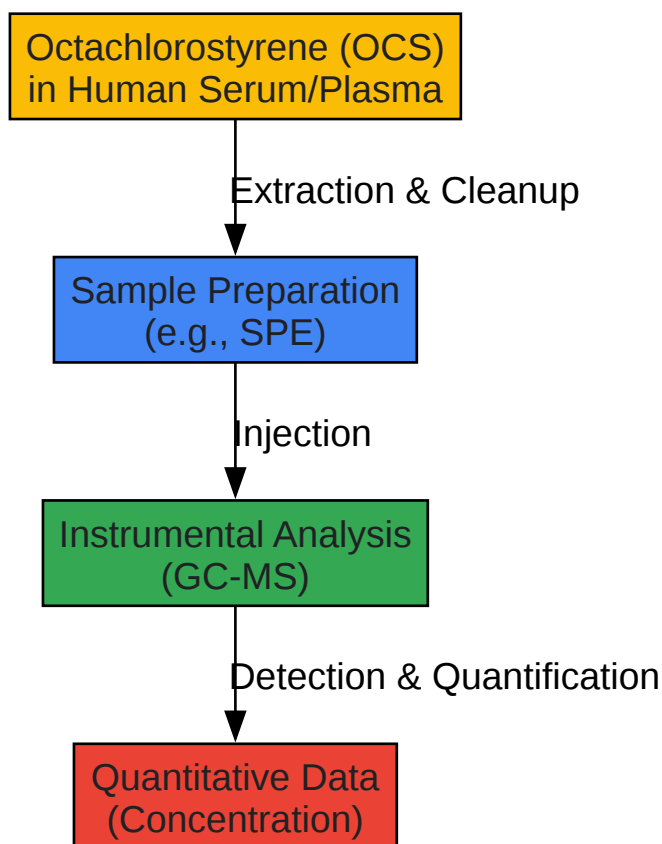 Octachlorostyrene (OCS)
in Human Serum/Plasma
Extraction & Cleanup
Sample Preparation
(e.g., SPE)
Injection
Instrumental Analysis
(GC-MS)
Detection & Quantification
Quantitative Data
(Concentration)